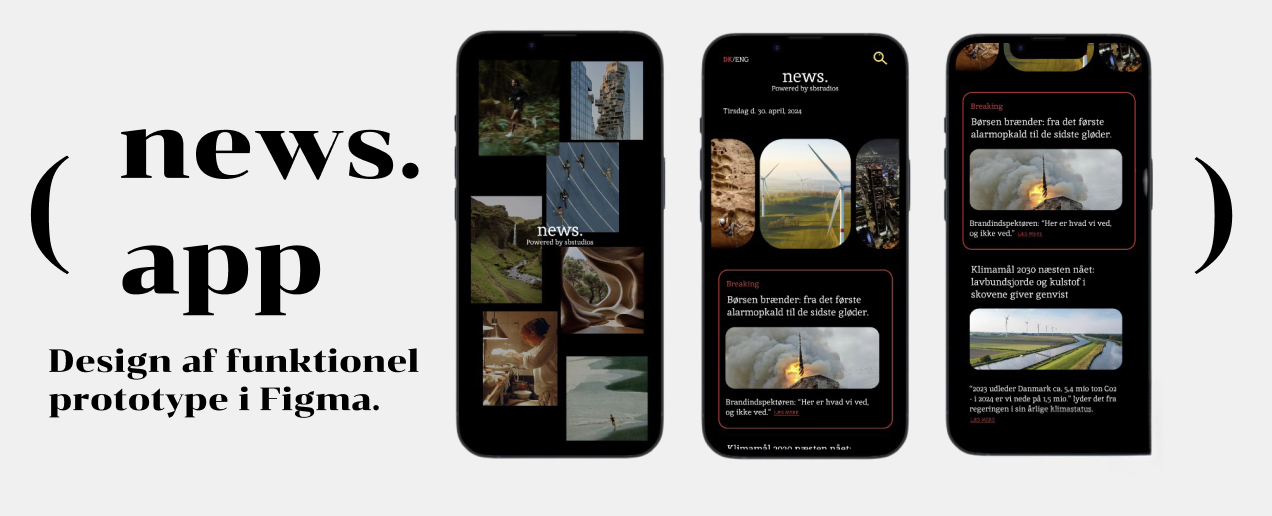 (
news.
app
)
Design af funktionel
prototype i Figma.
news.
Powered by sbstudios
DK/ENG
news.
Powered by sbstudios
Tirsdag d. 30. april, 2024
Breaking
Børsen brænder: fra det første
alarmopkald til de sidste gløder.
Brandindspektøren: "Her er hvad vi ved,
og ikke ved." LÆS MERE
Klimamål 2030 næsten nået:
Breaking
Børsen brænder: fra det første
alarmopkald til de sidste gløder.
Brandindspektøren: "Her er hvad vi ved,
og ikke ved." LÆS MERE
Klimamål 2030 næsten nået:
lavbundsjorde og kulstof i
skovene giver genvist
"2023 udleder Danmark ca. 5,4 mio ton Co2
- i 2024 er vi nede på 1,5 mio." lyder det fra
regeringen i sin årlige klimastatus.
LÆS MERE